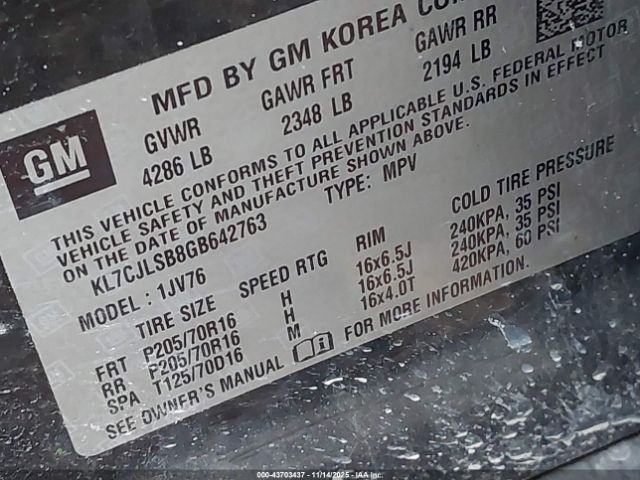 MFD BY GM KOREA
GM
GVWR GAWR FRT GAWR RR
4286 LB 2348 LB 2194 LB
THIS VEHICLE CONFORMS TO ALL APPLICABLE U.S. FEDERAL MOTOR
VEHICLE SAFETY AND THEFT PREVENTION STANDARDS IN EFFECT
ON THE DATE OF MANUFACTURE SHOWN ABOVE.
KL7CJLSB8GB642763 TYPE: MPV
MODEL : 1JV76
TIRE SIZE SPEED RTG RIM COLD TIRE PRESSURE
FRT P205/70R16 H 16x6.5J 240KPA, 35 PSI
RR P205/70R16 H 16x6.5J 240KPA, 35 PSI
SPA T125/70D16 M 16x4.0T 420KPA, 60 PSI
SEE OWNER'S MANUAL FOR MORE INFORMATION
000-43703437 - 11/14/2025 - IAA Inc.